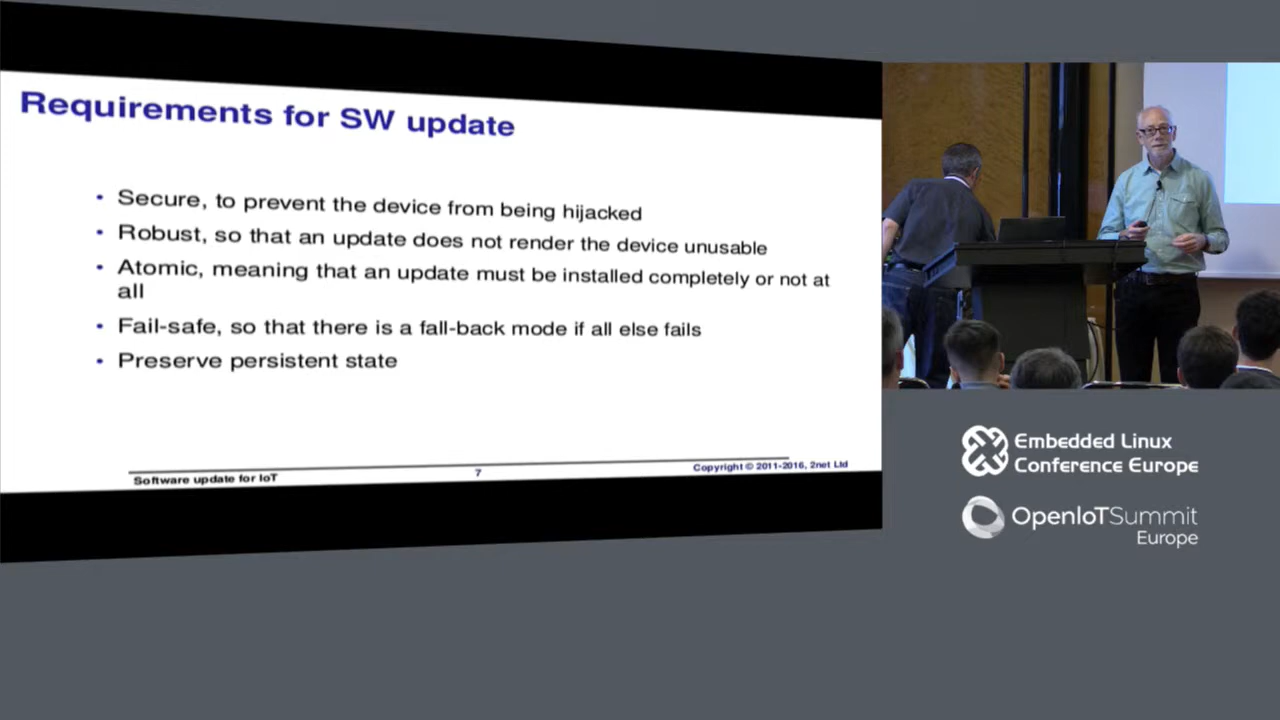 Requirements for SW update
• Secure, to prevent the device from being hijacked
• Robust, so that an update does not render the device unusable
• Atomic, meaning that an update must be installed completely or not at
all
• Fail-safe, so that there is a fall-back mode if all else fails
• Preserve persistent state
Software update for IoT
7
Copyright © 2011-2016, 2net Ltd
Embedded Linux
Conference Europe
OpenIoTSummit
Europe